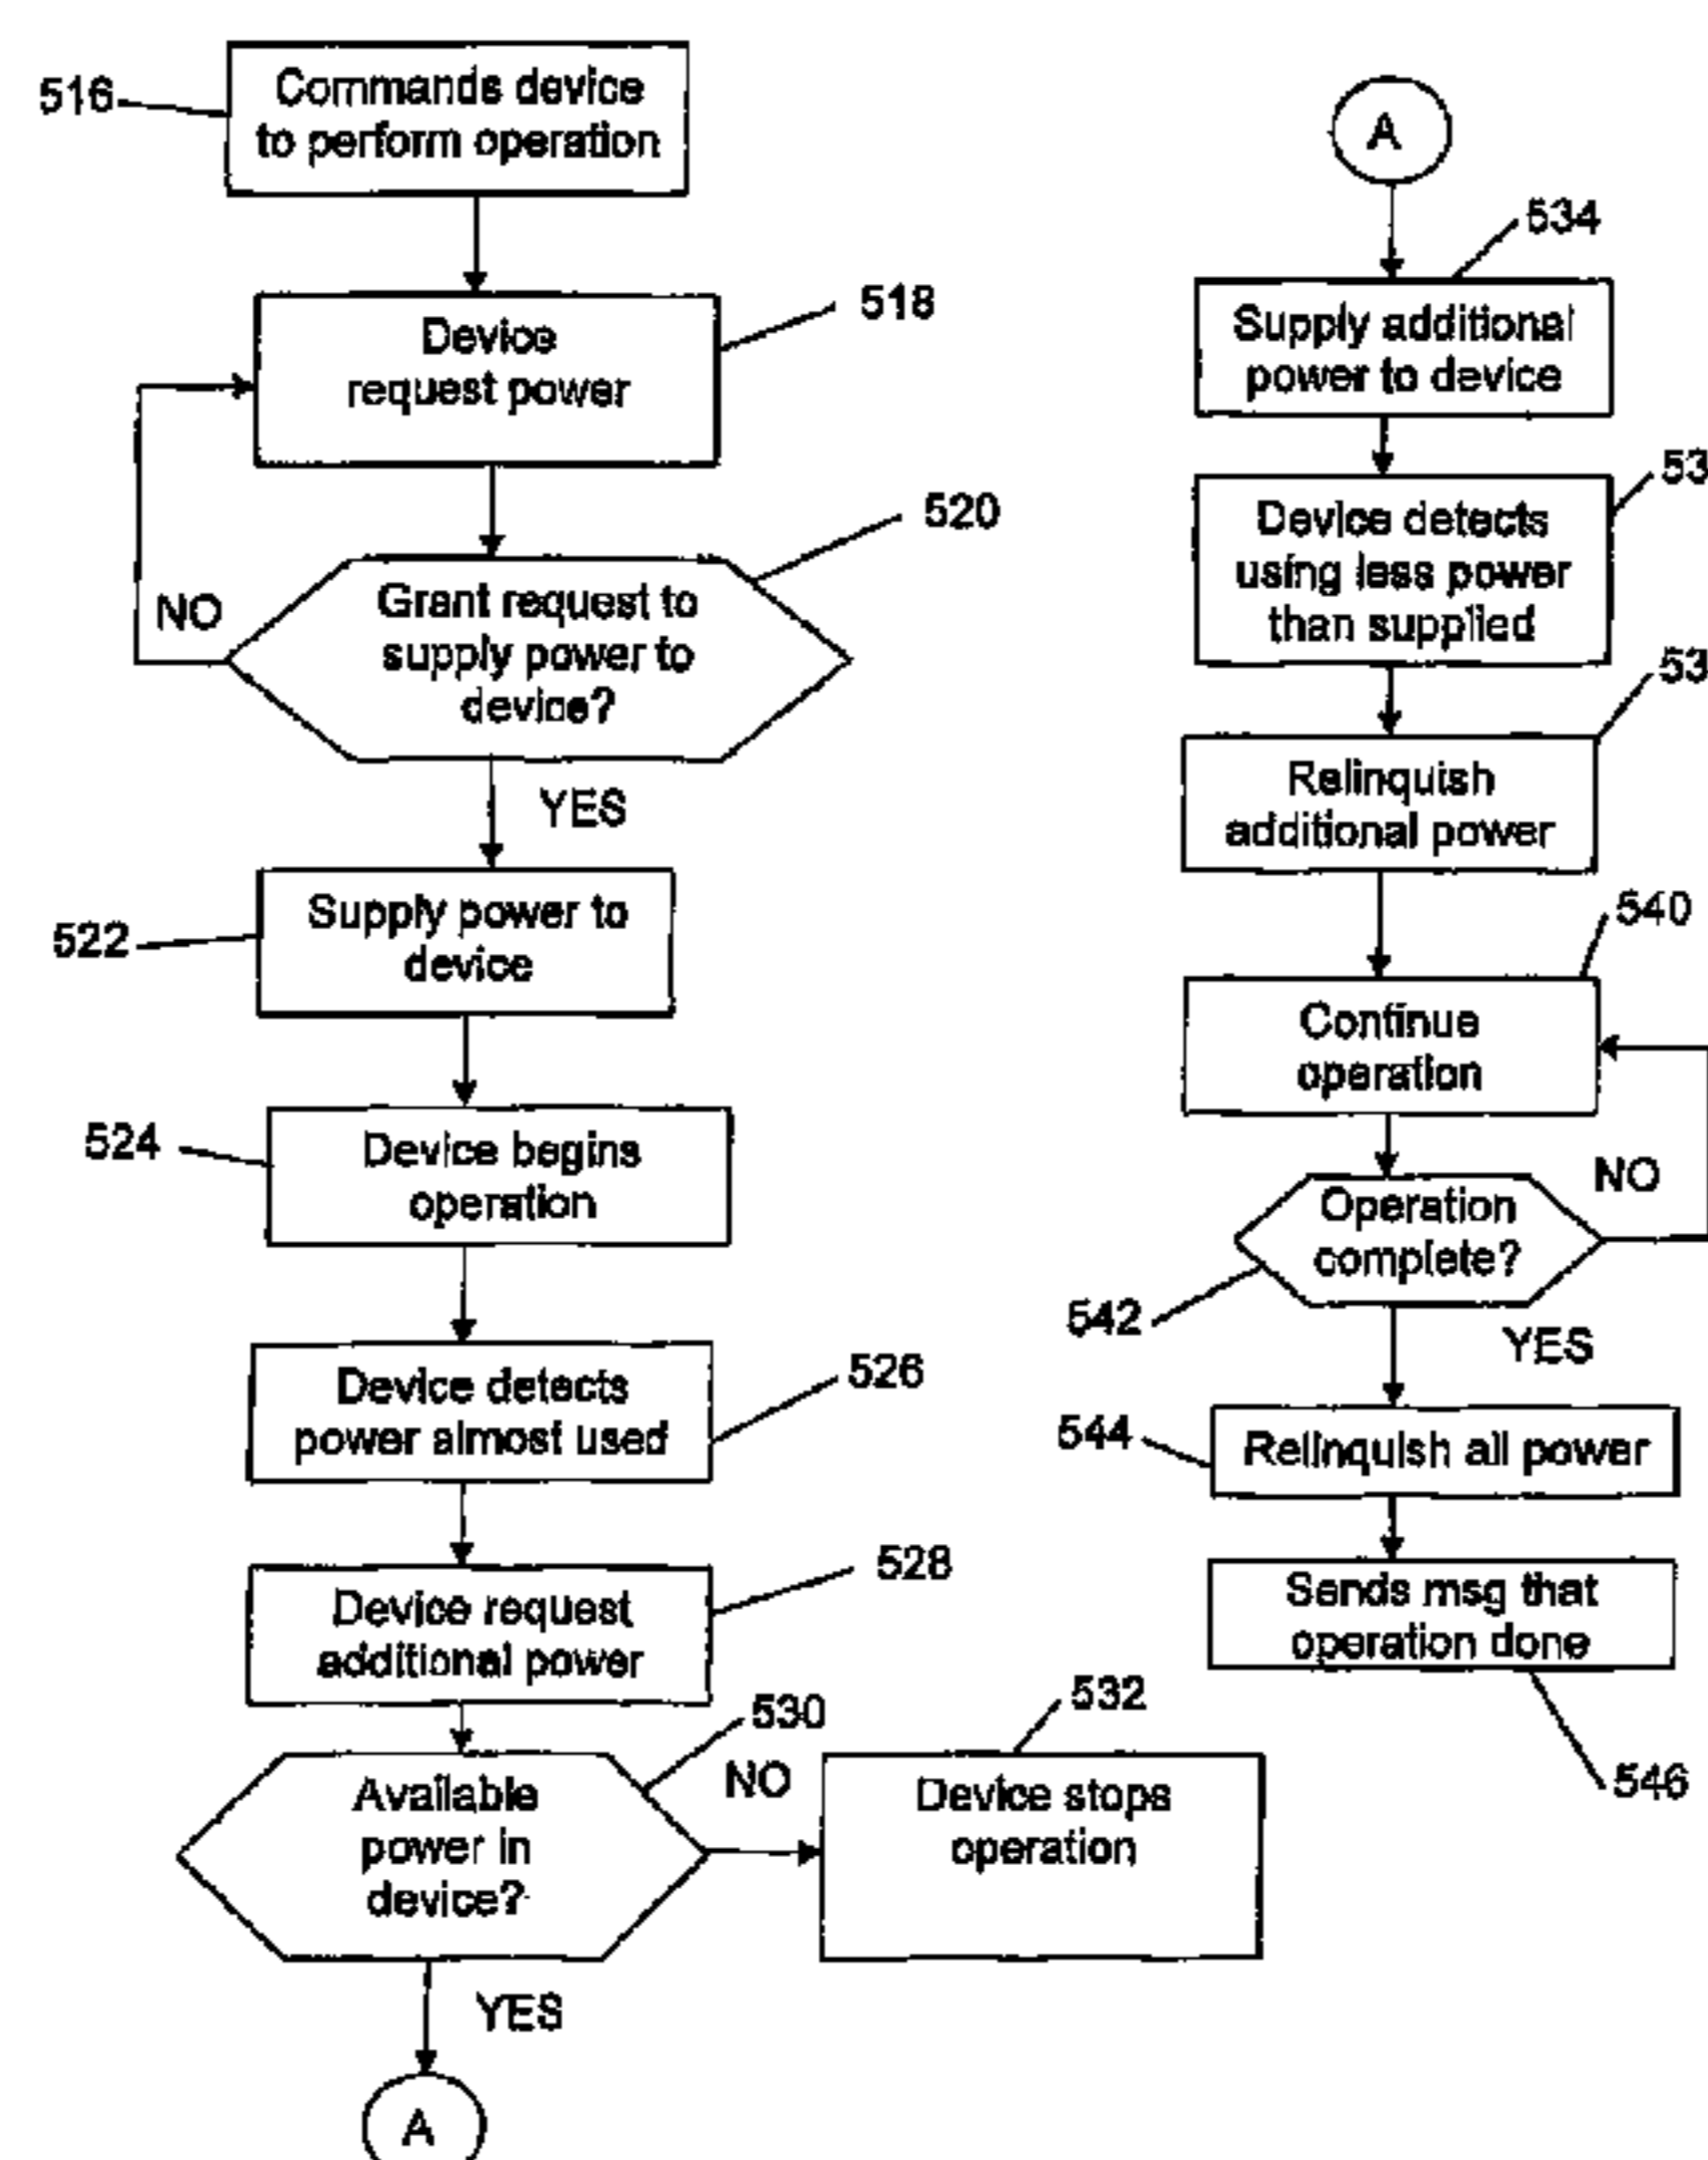 516
Commands device
to perform operation
518
Device
request power
520
Grant request to
supply power to
device?
NO
YES
522
Supply power to
device
524
Device begins
operation
526
Device detects
power almost used
528
Device request
additional power
530
Available
power in
device?
NO
532
Device stops
operation
YES
A
A
534
Supply additional
power to device
53
Device detects
using less power
than supplied
53
Relinquish
additional power
540
Continue
operation
542
Operation
complete?
NO
YES
544
Relinquish all power
Sends msg that
operation done
546